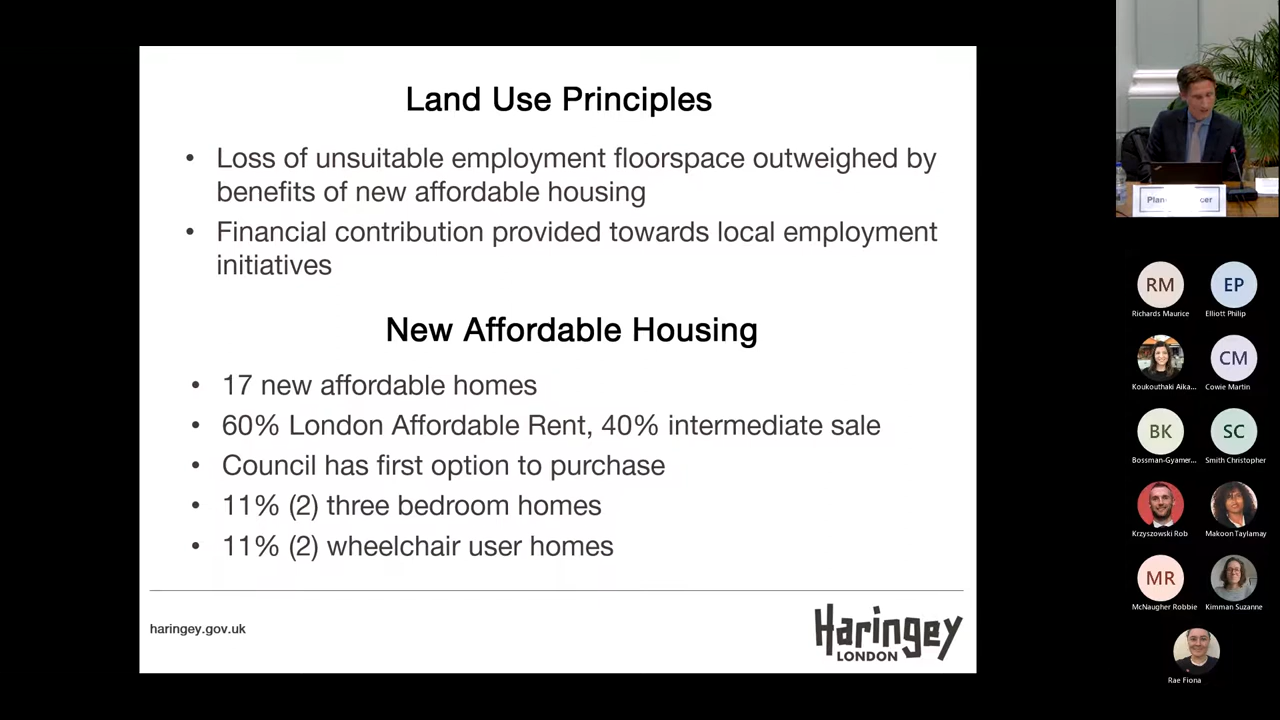 Land Use Principles
• Loss of unsuitable employment floorspace outweighed by
benefits of new affordable housing
• Financial contribution provided towards local employment
initiatives
New Affordable Housing
• 17 new affordable homes
• 60% London Affordable Rent, 40% intermediate sale
• Council has first option to purchase
• 11% (2) three bedroom homes
• 11% (2) wheelchair user homes
haringey.gov.uk
Haringey
LONDON
RM
Richards Maurice
EP
Elliott Philip
Koukouthaki Aika...
CM
Cowie Martin
BK
Bossman-Gyamer...
SC
Smith Christopher
Krzyszowski Rob
Makoon Taylamay
MR
McNaugher Robbie
Kimman Suzanne
Rae Fiona